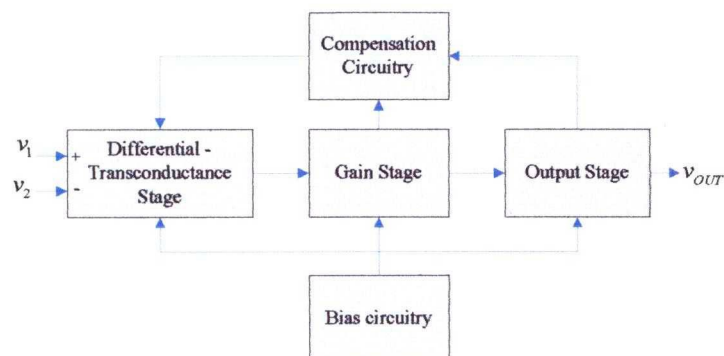 Compensation
Circuitry
v1
+
Differential -
Transconductance
Stage
v2
-
Gain Stage
Output Stage
vOUT
Bias circuitry